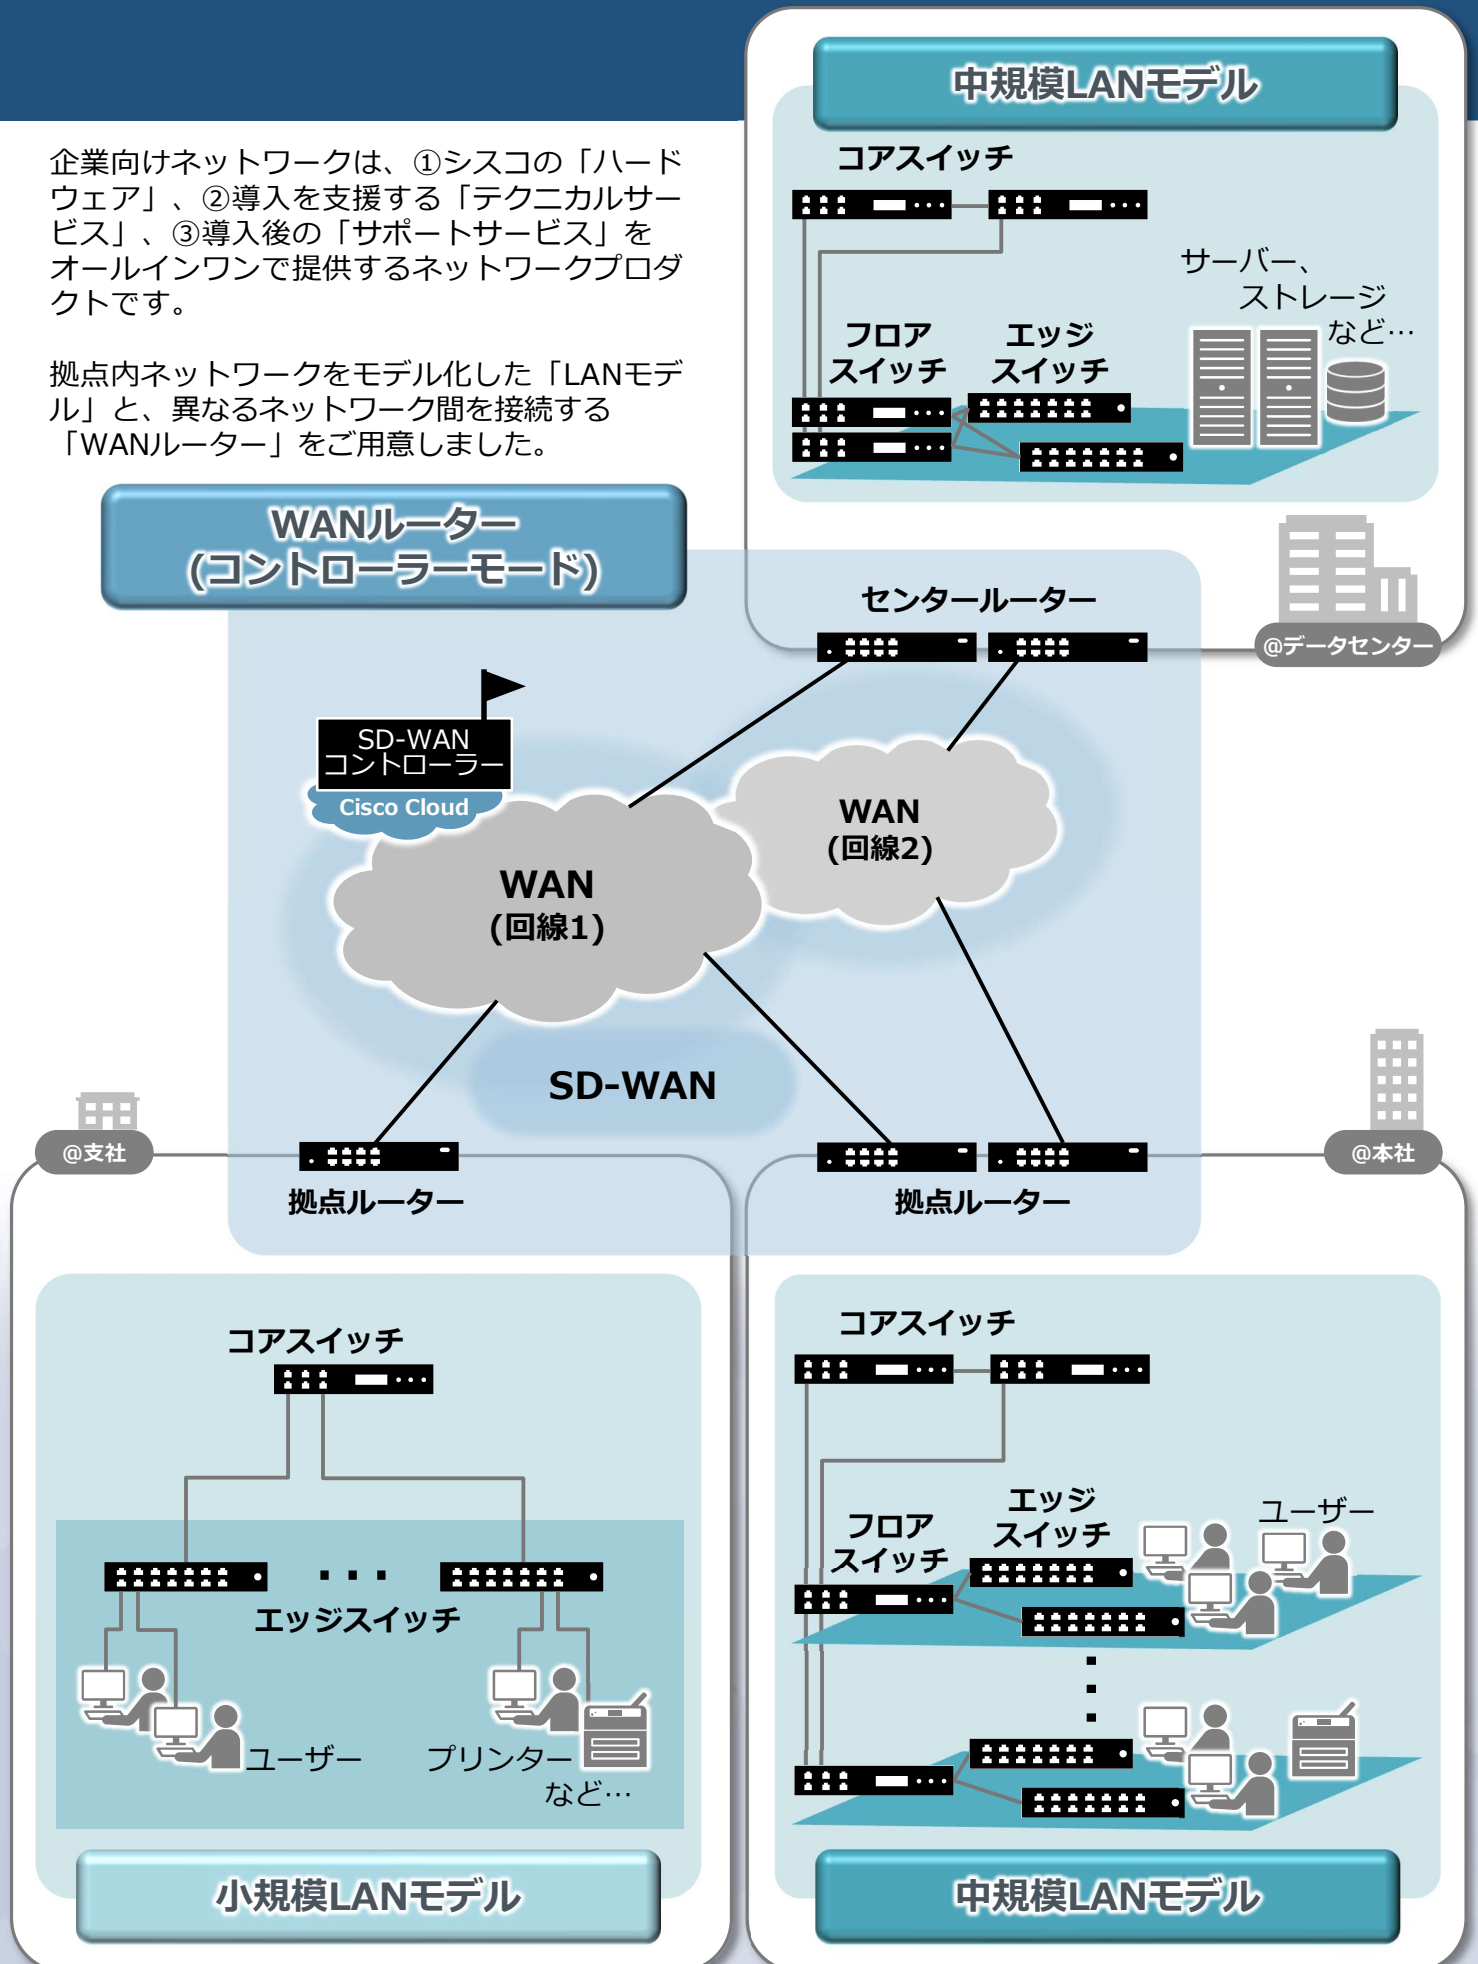 中規模LANモデル
企業向けネットワークは、①シスコの「ハード
ウェア」、②導入を支援する「テクニカルサー
ビス」、③導入後の「サポートサービス」を
オールインワンで提供するネットワークプロダ
クトです。
拠点内ネットワークをモデル化した「LANモデ
ル」と、異なるネットワーク間を接続する
「WANルーター」をご用意しました。
コアスイッチ
サーバー、
ストレージ
など…
フロア
スイッチ
エッジ
スイッチ
WANルーター
(コントローラーモード)
センタールーター
@データセンター
SD-WAN
コントローラー
Cisco Cloud
WAN
(回線1)
WAN
(回線2)
SD-WAN
@支社
@本社
拠点ルーター
拠点ルーター
コアスイッチ
・・・
エッジスイッチ
ユーザー
プリンター
など…
小規模LANモデル
コアスイッチ
フロア
スイッチ
エッジ
スイッチ
ユーザー
中規模LANモデル